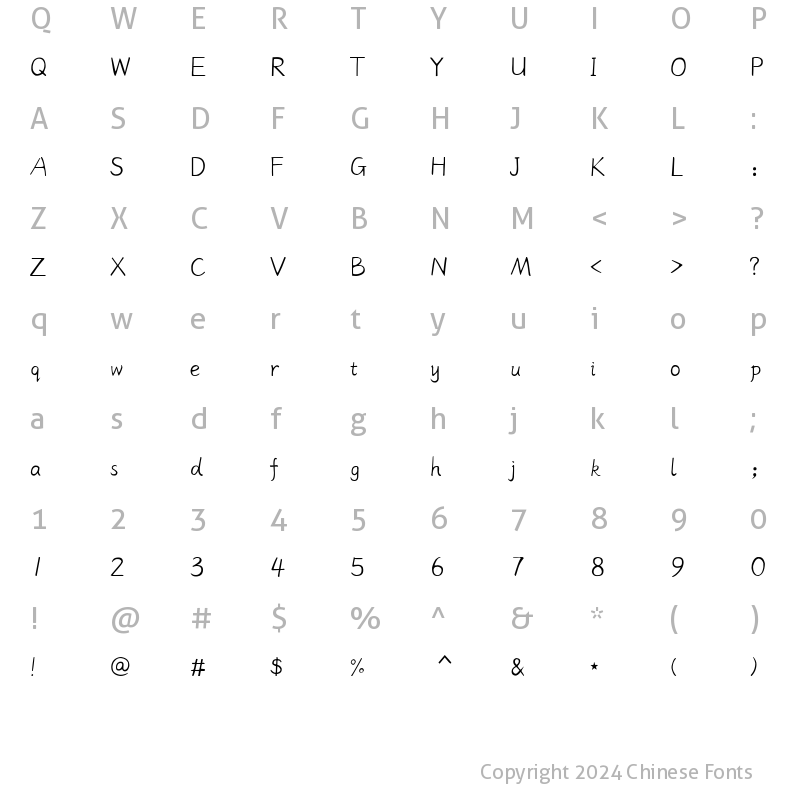 Q W E R T Y U I O P
Q W E R T Y U I O P
A S D F G H J K L :
A S D F G H J K L :
Z X C V B N M < > ?
Z X C V B N M < > ?
q w e r t y u i o p
q w e r t y u i o p
a s d f g h j k l ;
a s d f g h j k l ;
1 2 3 4 5 6 7 8 9 0
1 2 3 4 5 6 7 8 9 0
! @ # $ % ^ & * ( )
! @ # $ % ^ & * ( )
Copyright 2024 Chinese Fonts